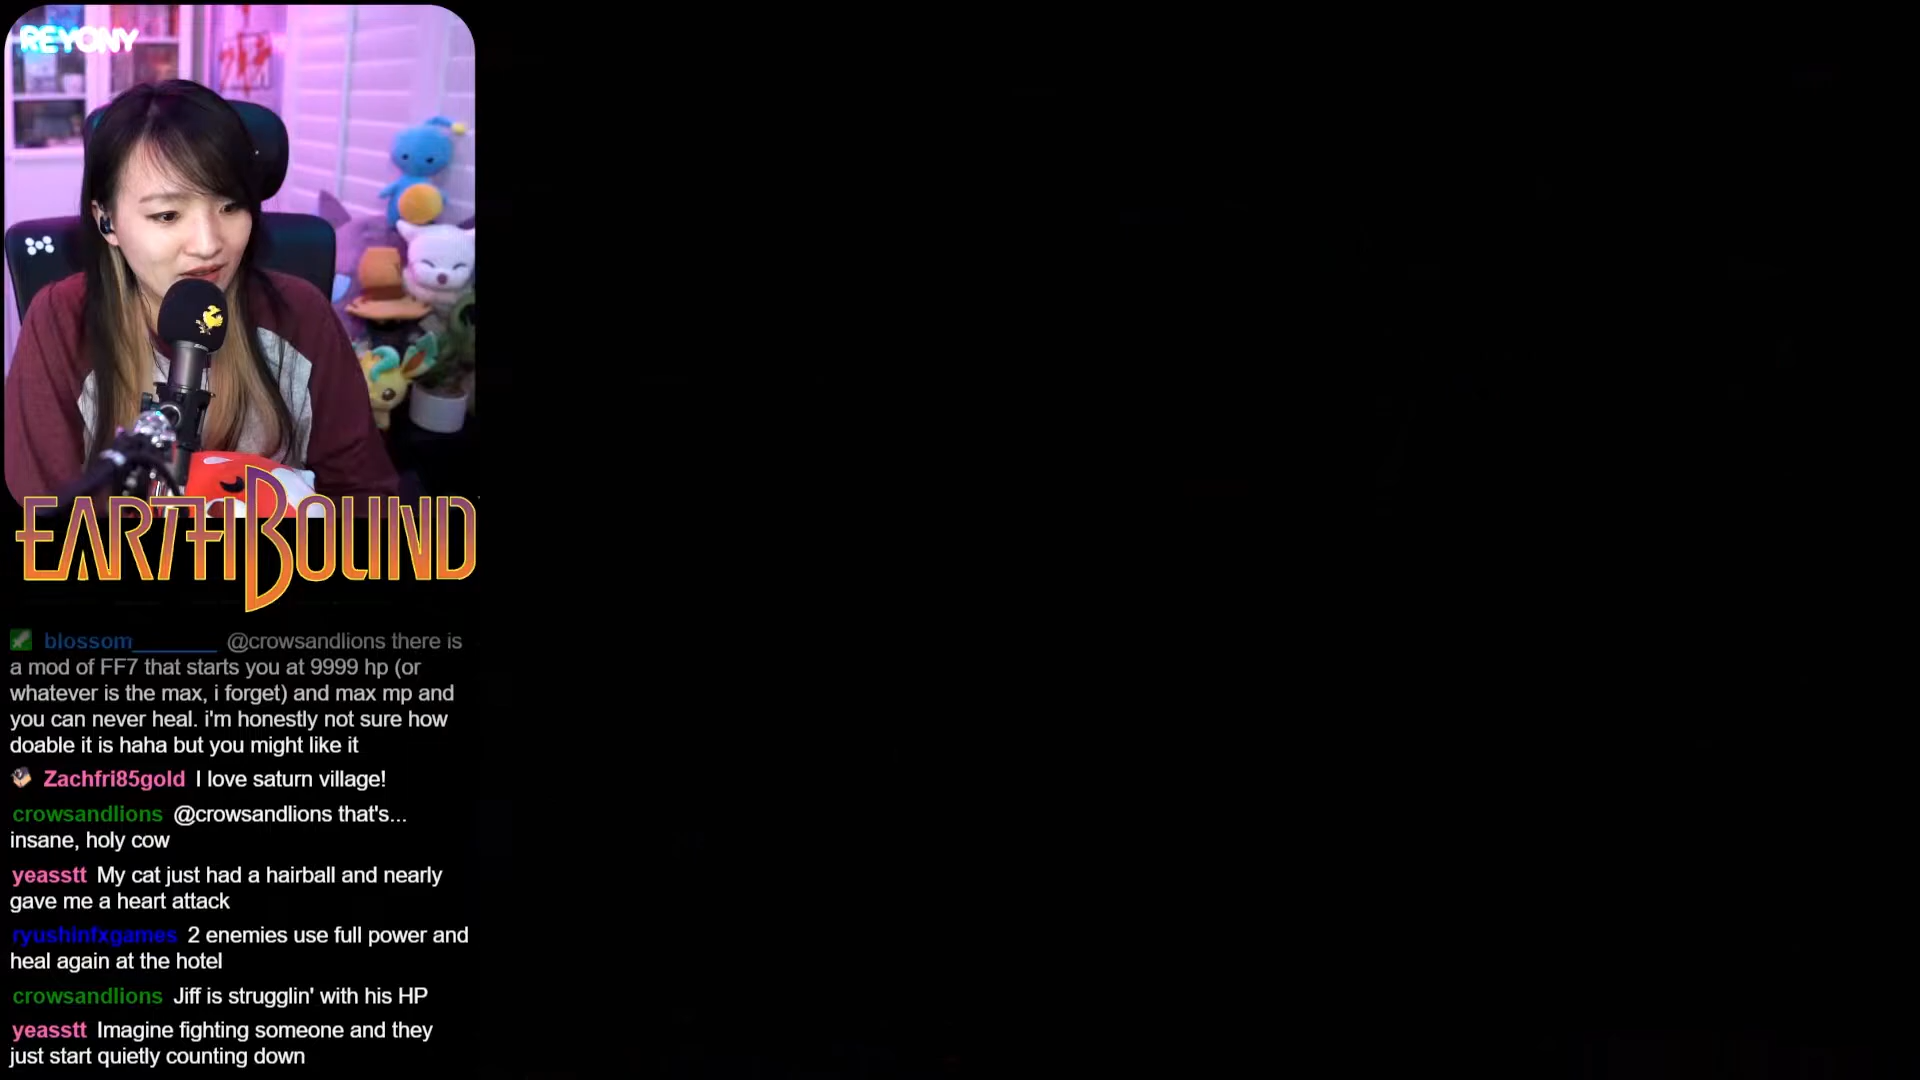 REYONY
EARTHBOUND
blossom_______ @crowsandlions there is
a mod of FF7 that starts you at 9999 hp (or
whatever is the max, i forget) and max mp and
you can never heal. i'm honestly not sure how
doable it is haha but you might like it
Zachfri85gold I love saturn village!
crowsandlions @crowsandlions that's...
insane, holy cow
yeasstt My cat just had a hairball and nearly
gave me a heart attack
ryushinfxgames 2 enemies use full power and
heal again at the hotel
crowsandlions Jiff is strugglin' with his HP
yeasstt Imagine fighting someone and they
just start quietly counting down